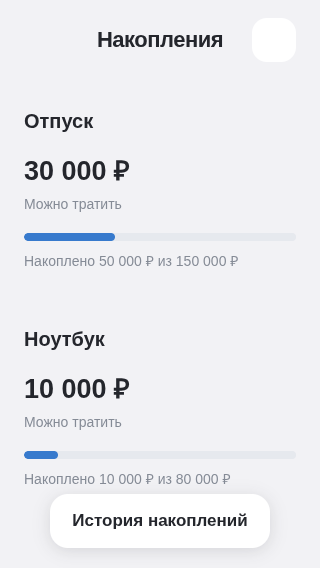 Накопления
Отпуск
30 000 ₽
Можно тратить
Накоплено 50 000 ₽ из 150 000 ₽
Ноутбук
10 000 ₽
Можно тратить
Накоплено 10 000 ₽ из 80 000 ₽
История накоплений